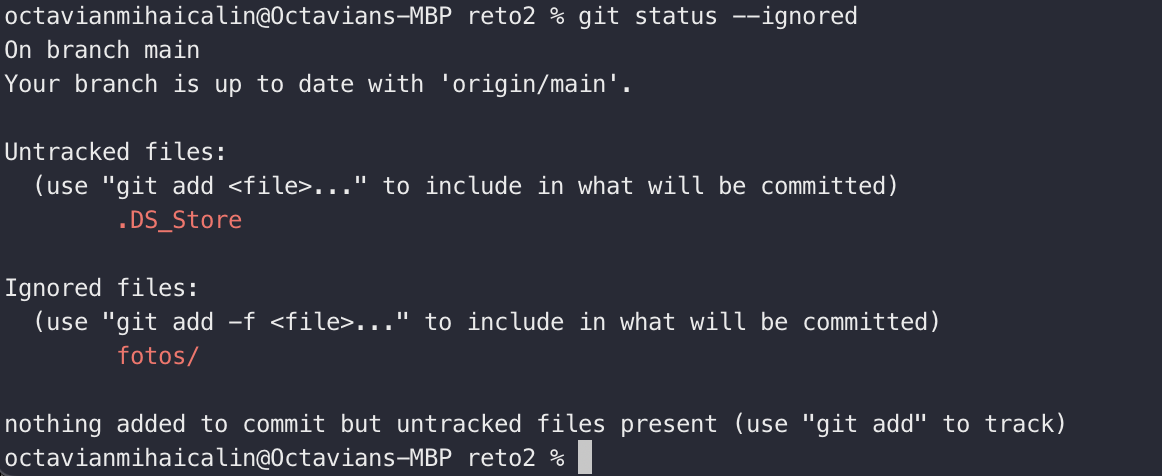 octavianmihaicalin@Octavians-MBP reto2 % git status --ignored
On branch main
Your branch is up to date with 'origin/main'.
Untracked files:
(use "git add <file>..." to include in what will be committed)
.DS_Store
Ignored files:
(use "git add -f <file>..." to include in what will be committed)
fotos/
nothing added to commit but untracked files present (use "git add" to track)
octavianmihaicalin@Octavians-MBP reto2 %